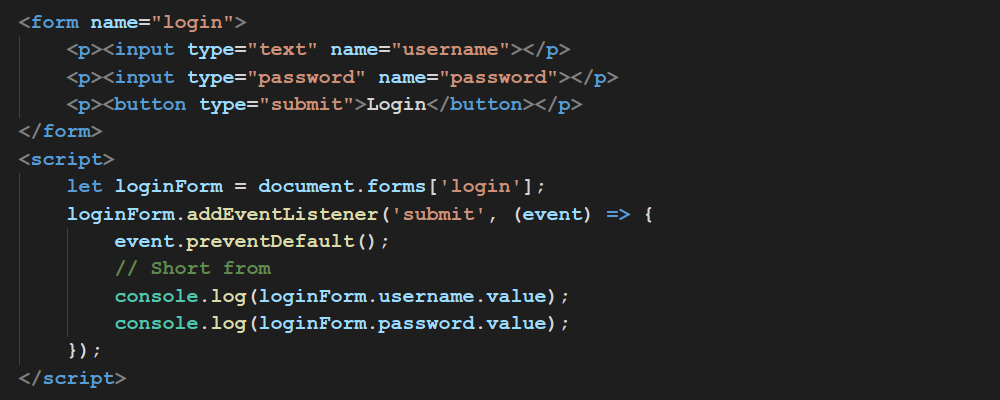 <form name="login">
    <p><input type="text" name="username"></p>
    <p><input type="password" name="password"></p>
    <p><button type="submit">Login</button></p>
</form>
<script>
    let loginForm = document.forms['login'];
    loginForm.addEventListener('submit', (event) => {
        event.preventDefault();
        // Short from
        console.log(loginForm.username.value);
        console.log(loginForm.password.value);
    });
</script>